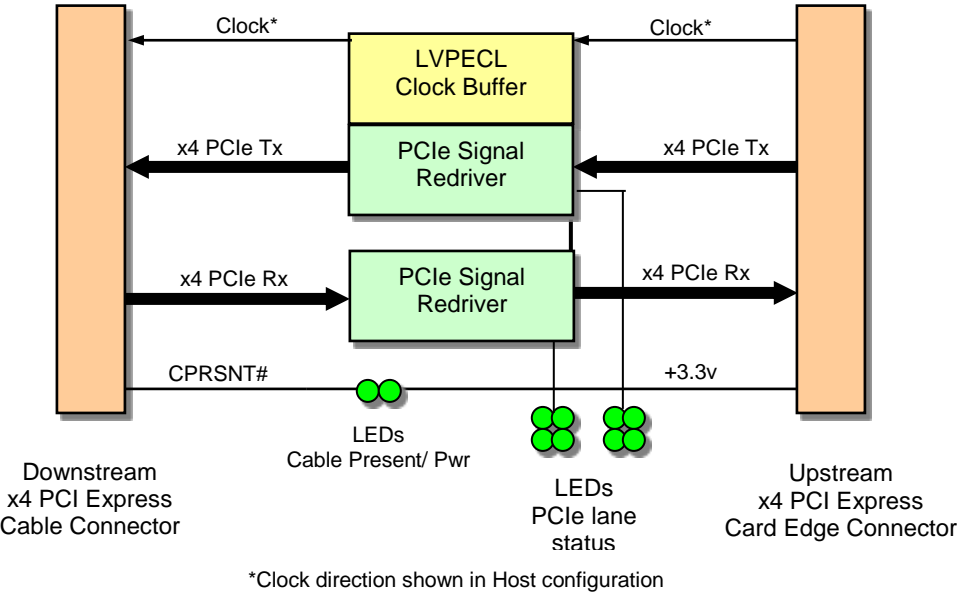 Clock*
Clock*
LVPECL
Clock Buffer
x4 PCIe Tx
PCIe Signal
Redriver
x4 PCIe Tx
x4 PCIe Rx
PCIe Signal
Redriver
x4 PCIe Rx
CPRSNT#
+3.3v
LEDs
Cable Present/ Pwr
LEDs
PCIe lane
status
Downstream
x4 PCI Express
Cable Connector
Upstream
x4 PCI Express
Card Edge Connector
*Clock direction shown in Host configuration